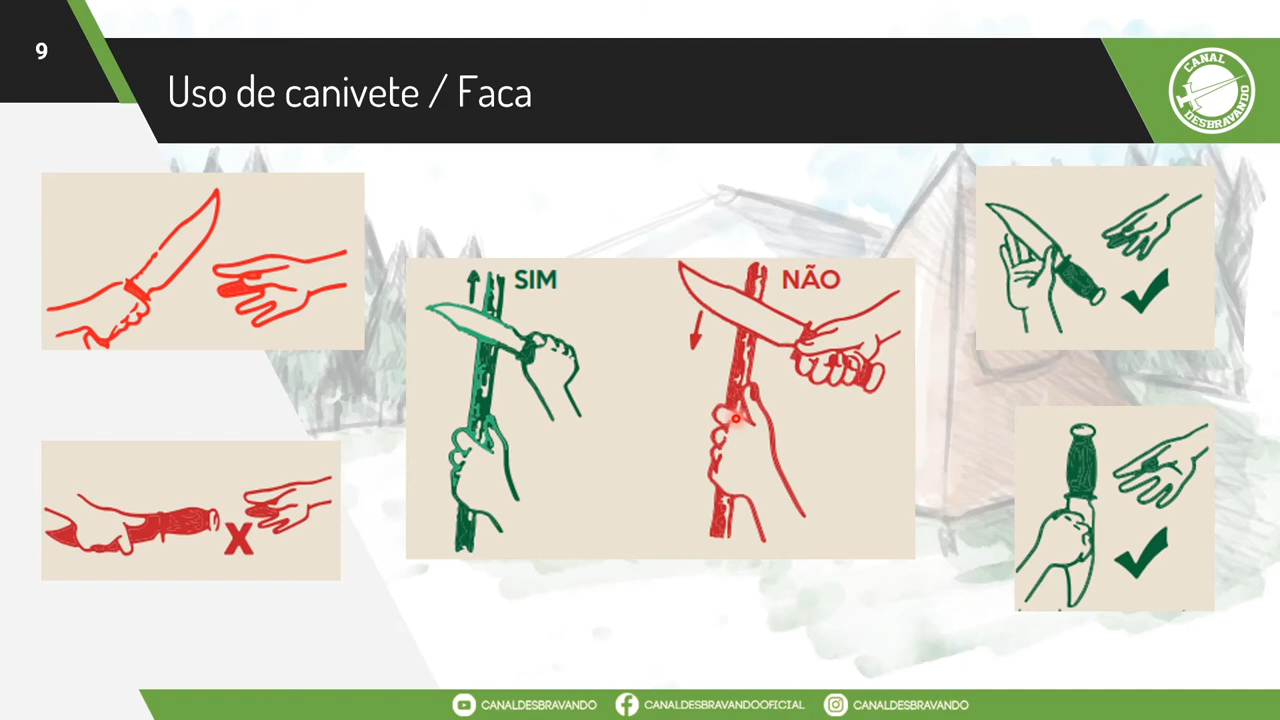 9
Uso de canivete / Faca
CANAL
DESBRAVANDO
SIM
NÃO
X
CANALDESBRAVANDO
CANALDESBRAVANDOOFICIAL
CANALDESBRAVANDO